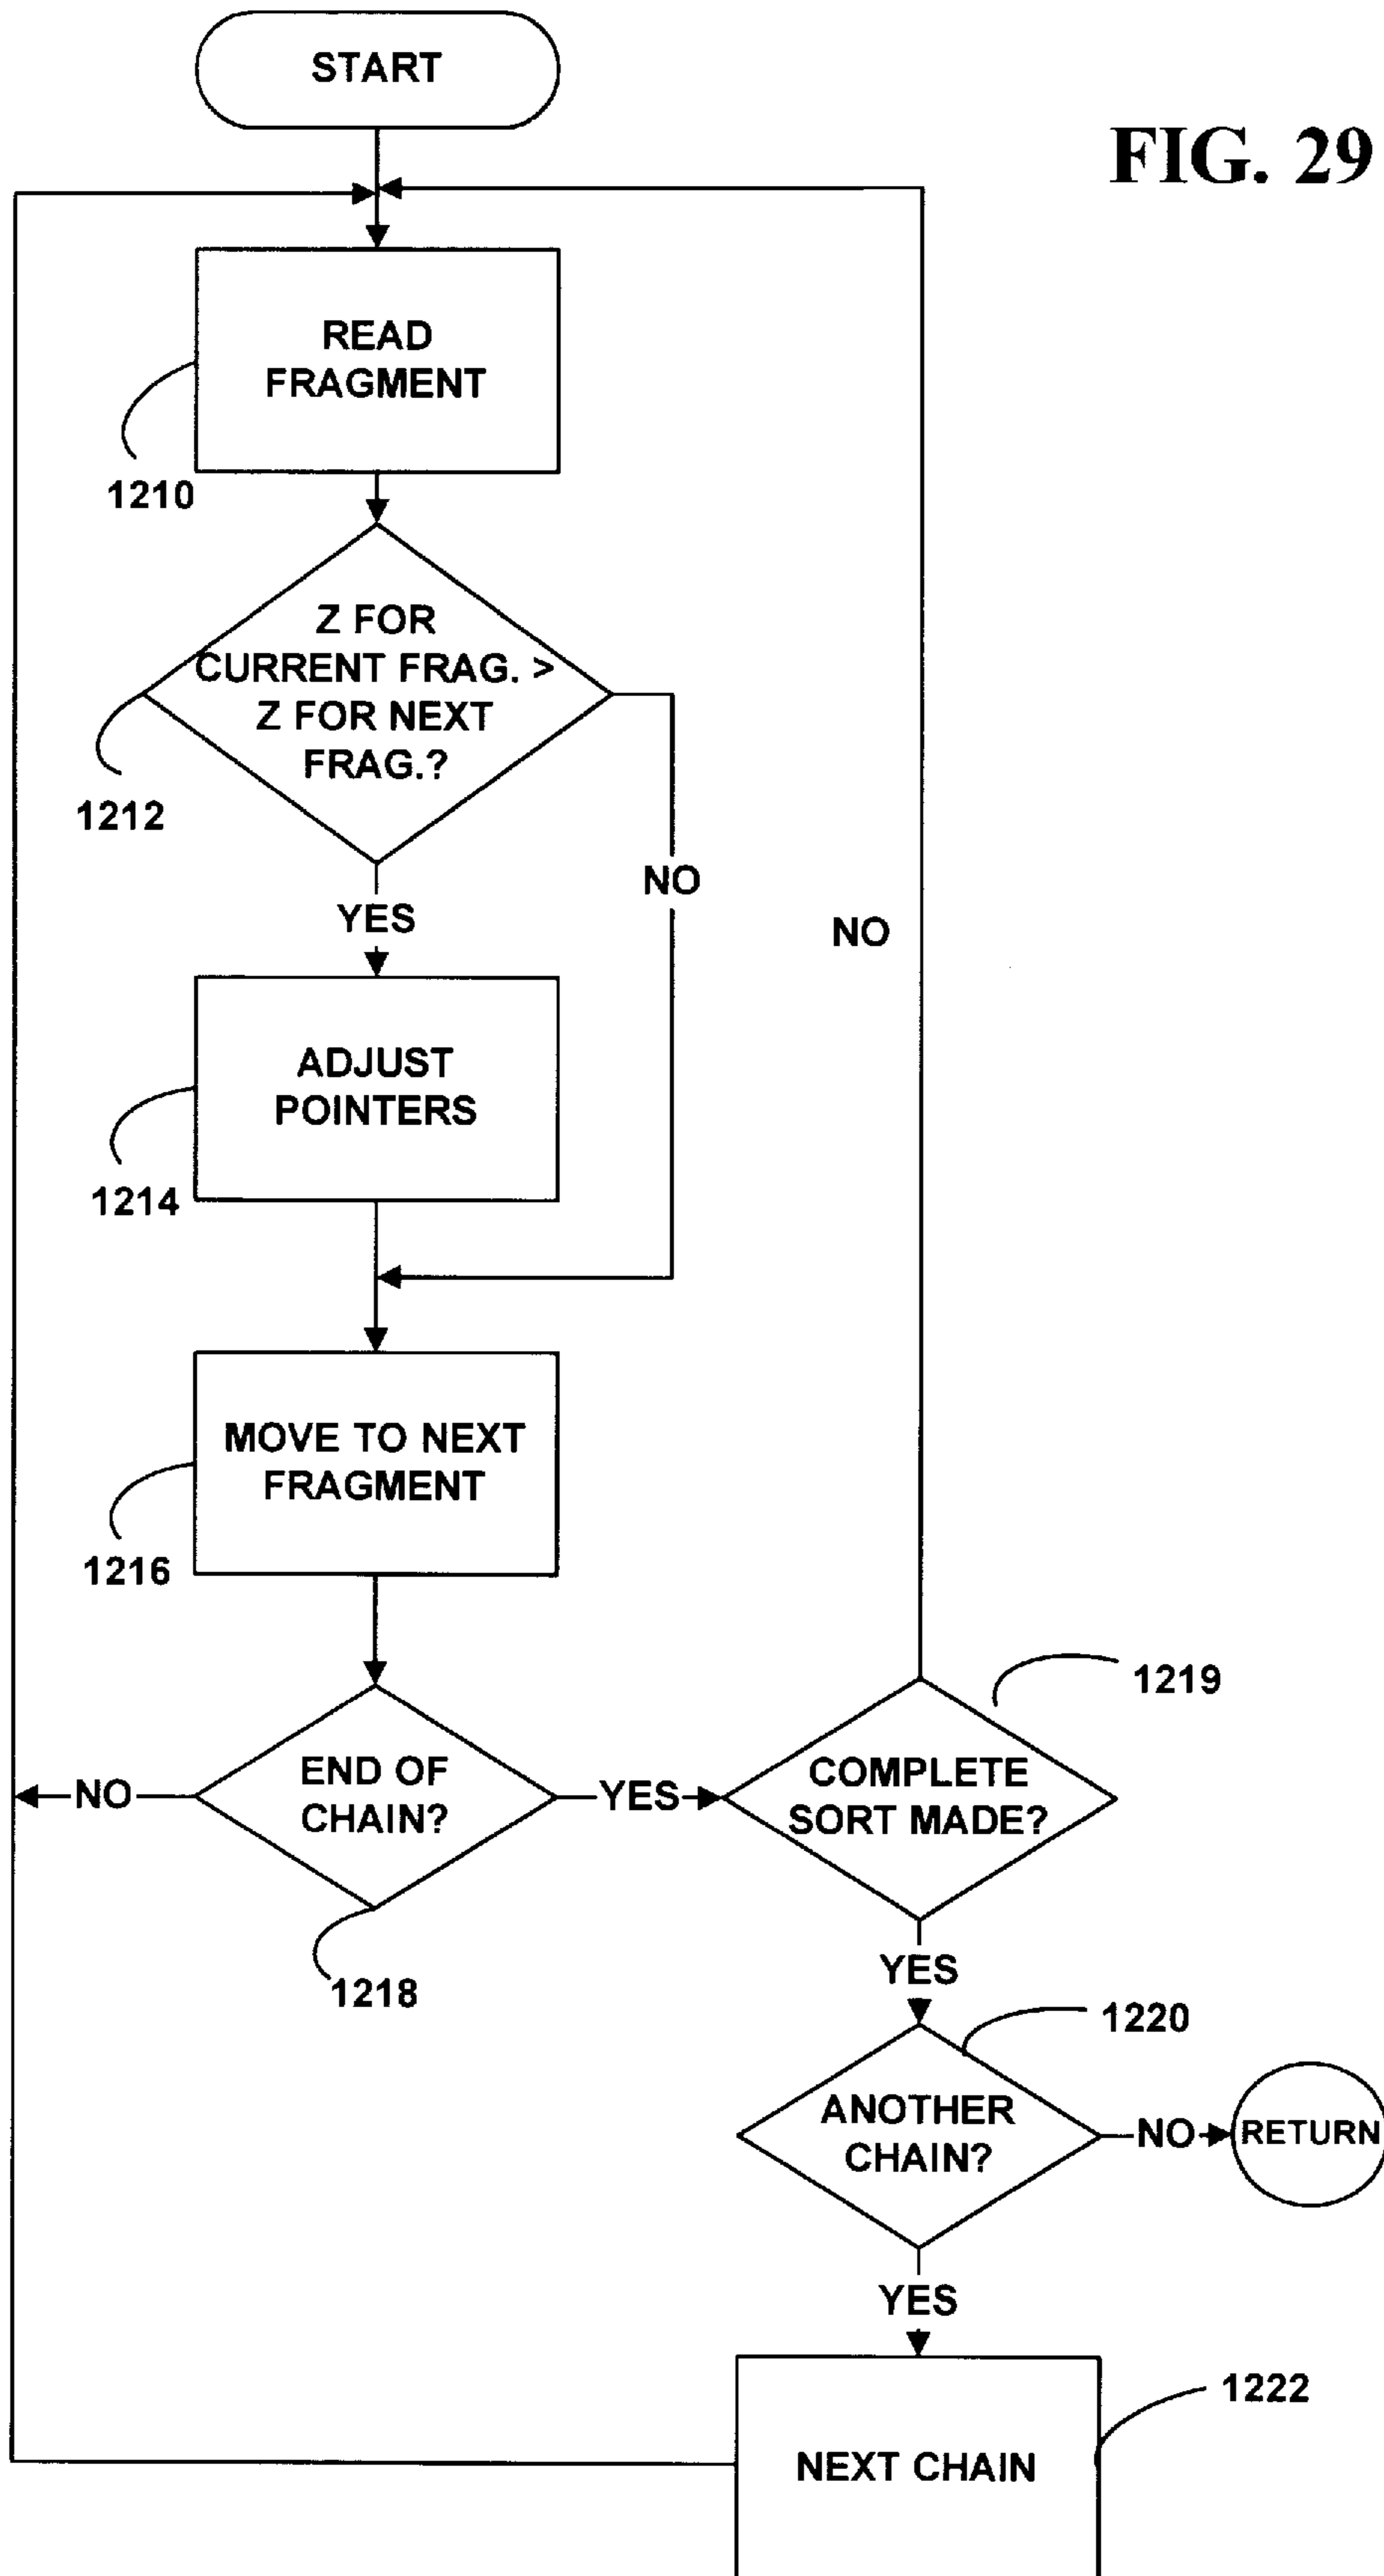 START
FIG. 29
READ
FRAGMENT
1210
Z FOR
CURRENT FRAG. >
Z FOR NEXT
FRAG.?
1212
NO
YES
NO
ADJUST
POINTERS
1214
MOVE TO NEXT
FRAGMENT
1216
1219
END OF
CHAIN?
NO
YES
COMPLETE
SORT MADE?
1218
YES
1220
ANOTHER
CHAIN?
NO
RETURN
YES
1222
NEXT CHAIN